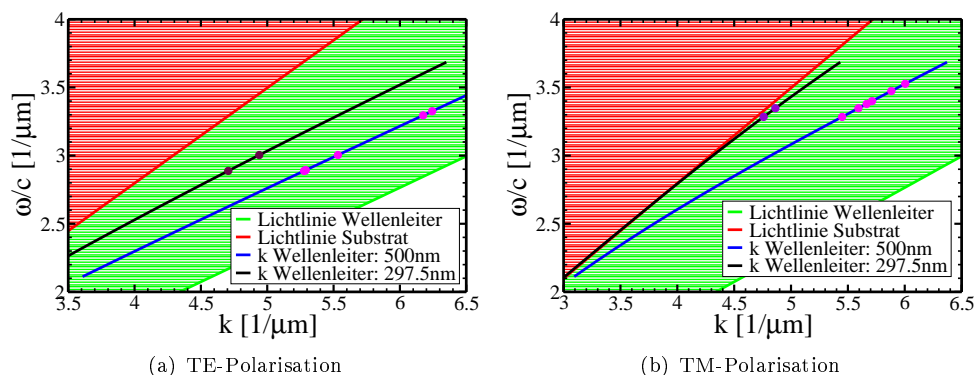 4
3.5
3
2.5
2
ω/c [1/μm]
3.5 4 4.5 5 5.5 6 6.5
k [1/μm]
Lichtlinie Wellenleiter
Lichtlinie Substrat
k Wellenleiter: 500nm
k Wellenleiter: 297.5nm
(a) TE-Polarisation
4
3.5
3
2.5
2
ω/c [1/μm]
3 3.5 4 4.5 5 5.5 6 6.5
k [1/μm]
Lichtlinie Wellenleiter
Lichtlinie Substrat
k Wellenleiter: 500nm
k Wellenleiter: 297.5nm
(b) TM-Polarisation